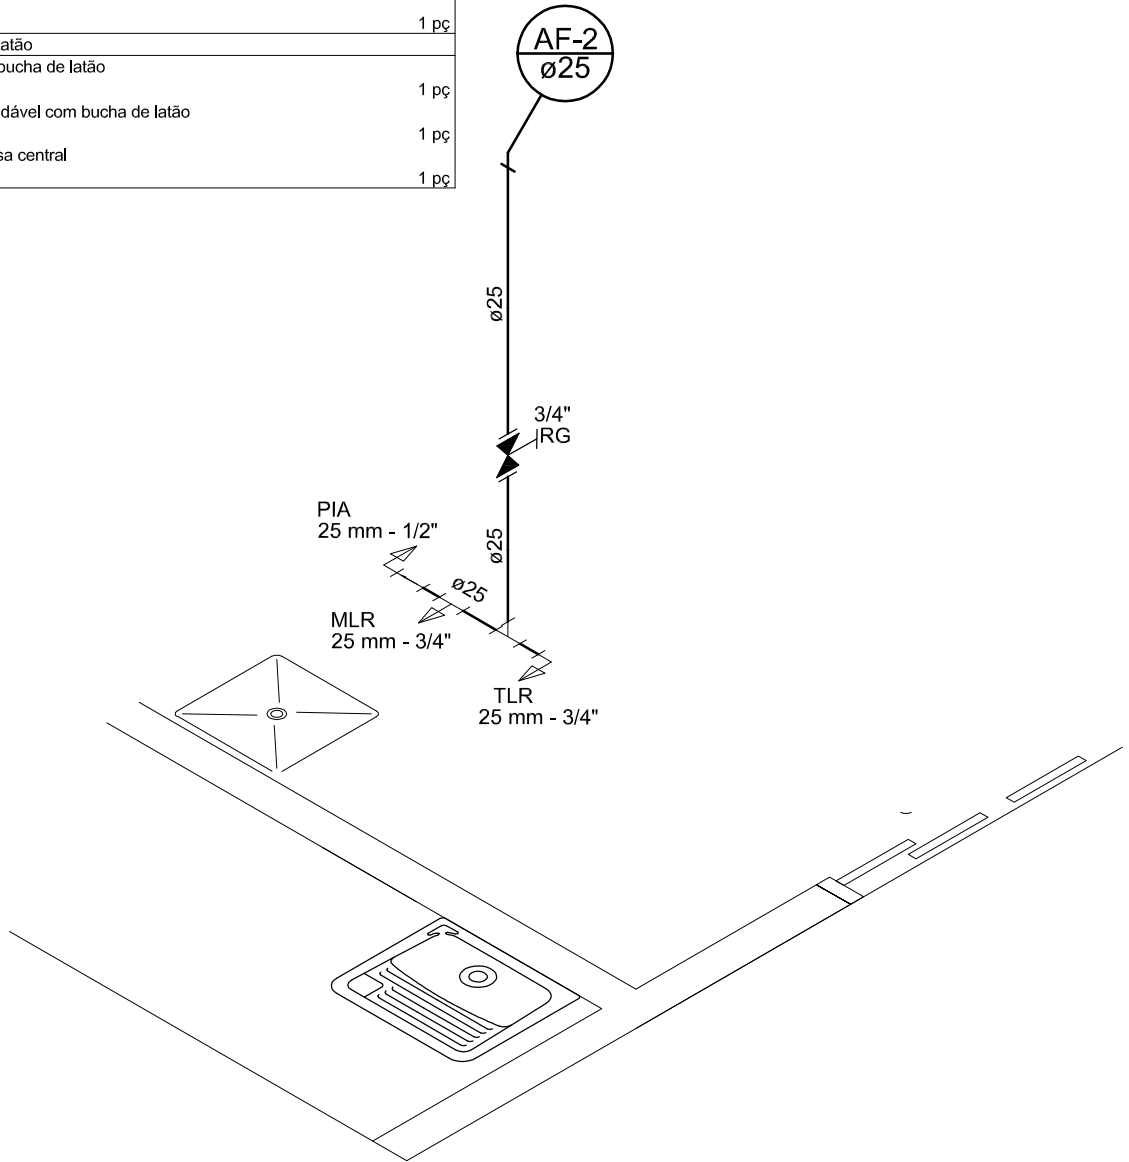 1 pç
atão
bucha de latão
1 pç
dável com bucha de latão
1 pç
sa central
1 pç
AF-2
ø25
ø25
3/4"
RG
ø25
PIA
25 mm - 1/2"
ø25
MLR
25 mm - 3/4"
TLR
25 mm - 3/4"